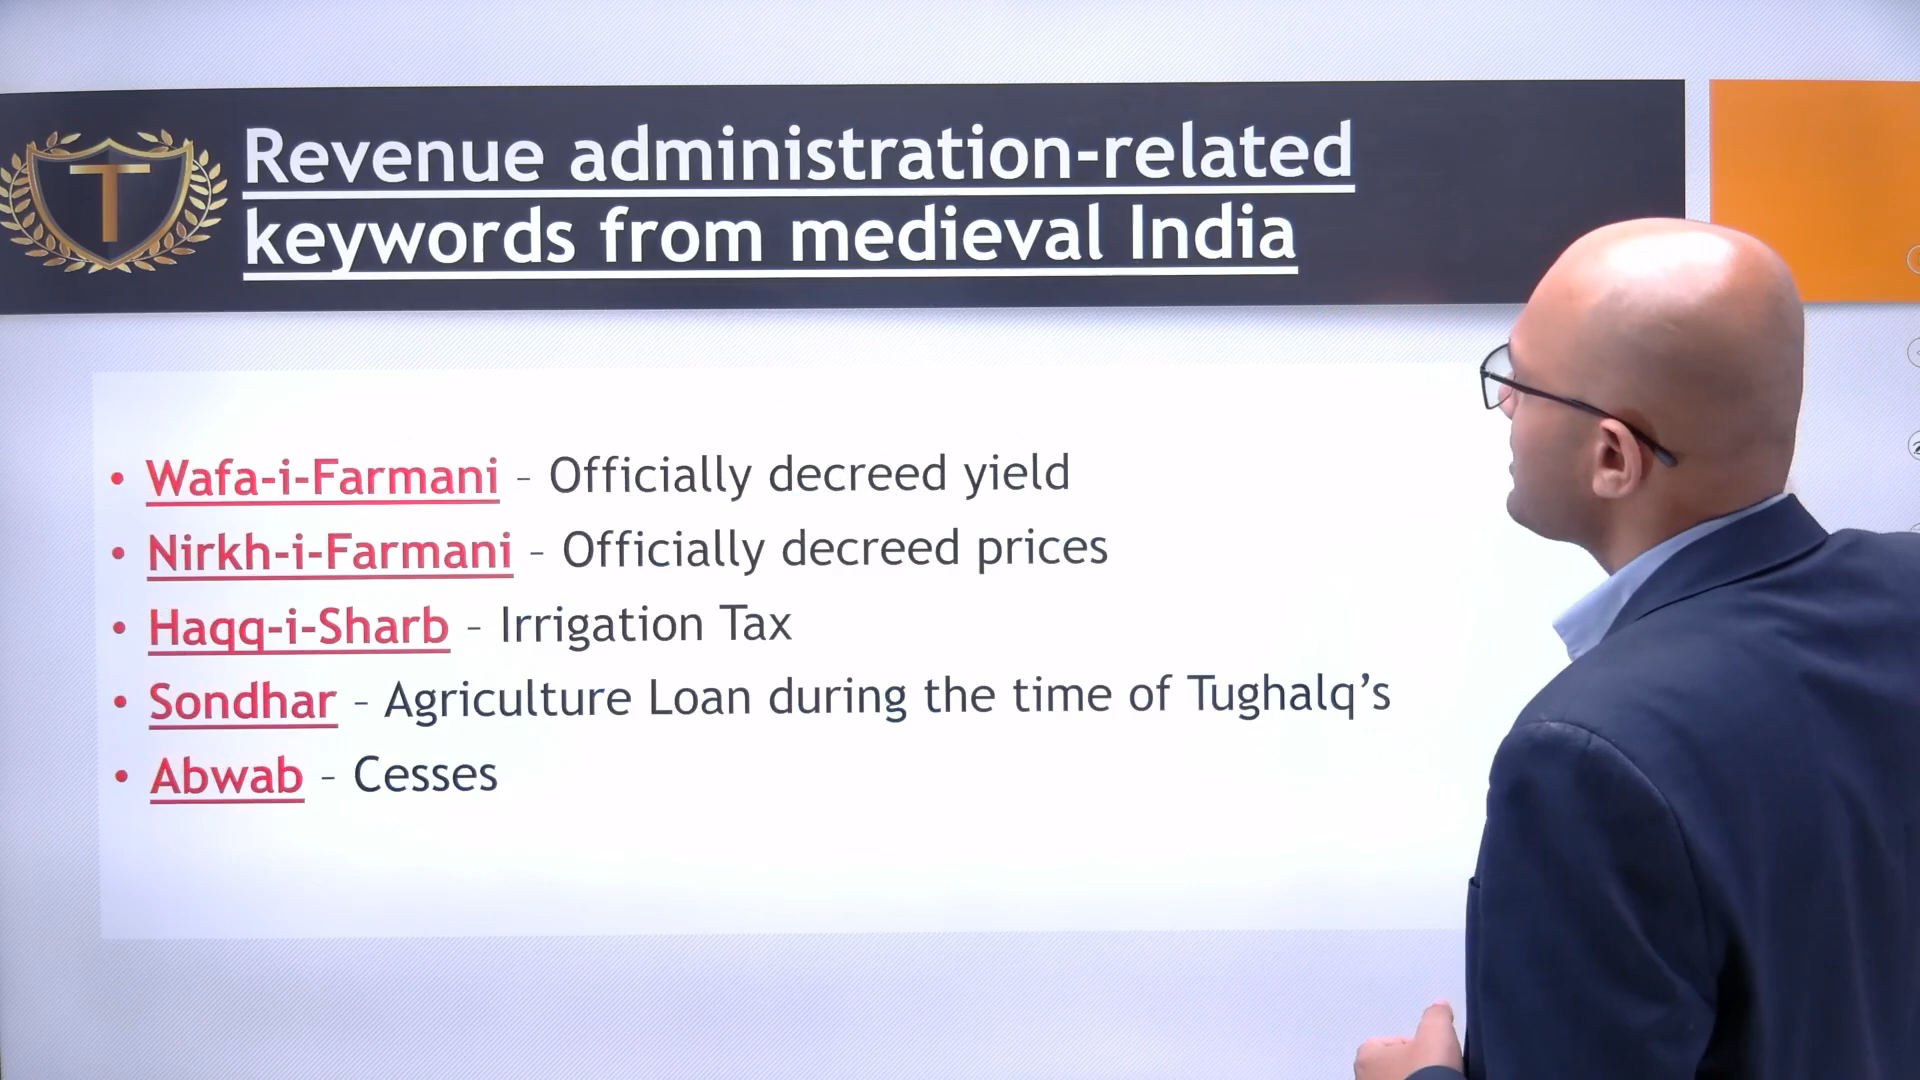 T
Revenue administration-related
keywords from medieval India
• Wafa-i-Farmani – Officially decreed yield
• Nirkh-i-Farmani – Officially decreed prices
• Haqq-i-Sharb – Irrigation Tax
• Sondhar – Agriculture Loan during the time of Tughalq’s
• Abwab – Cesses